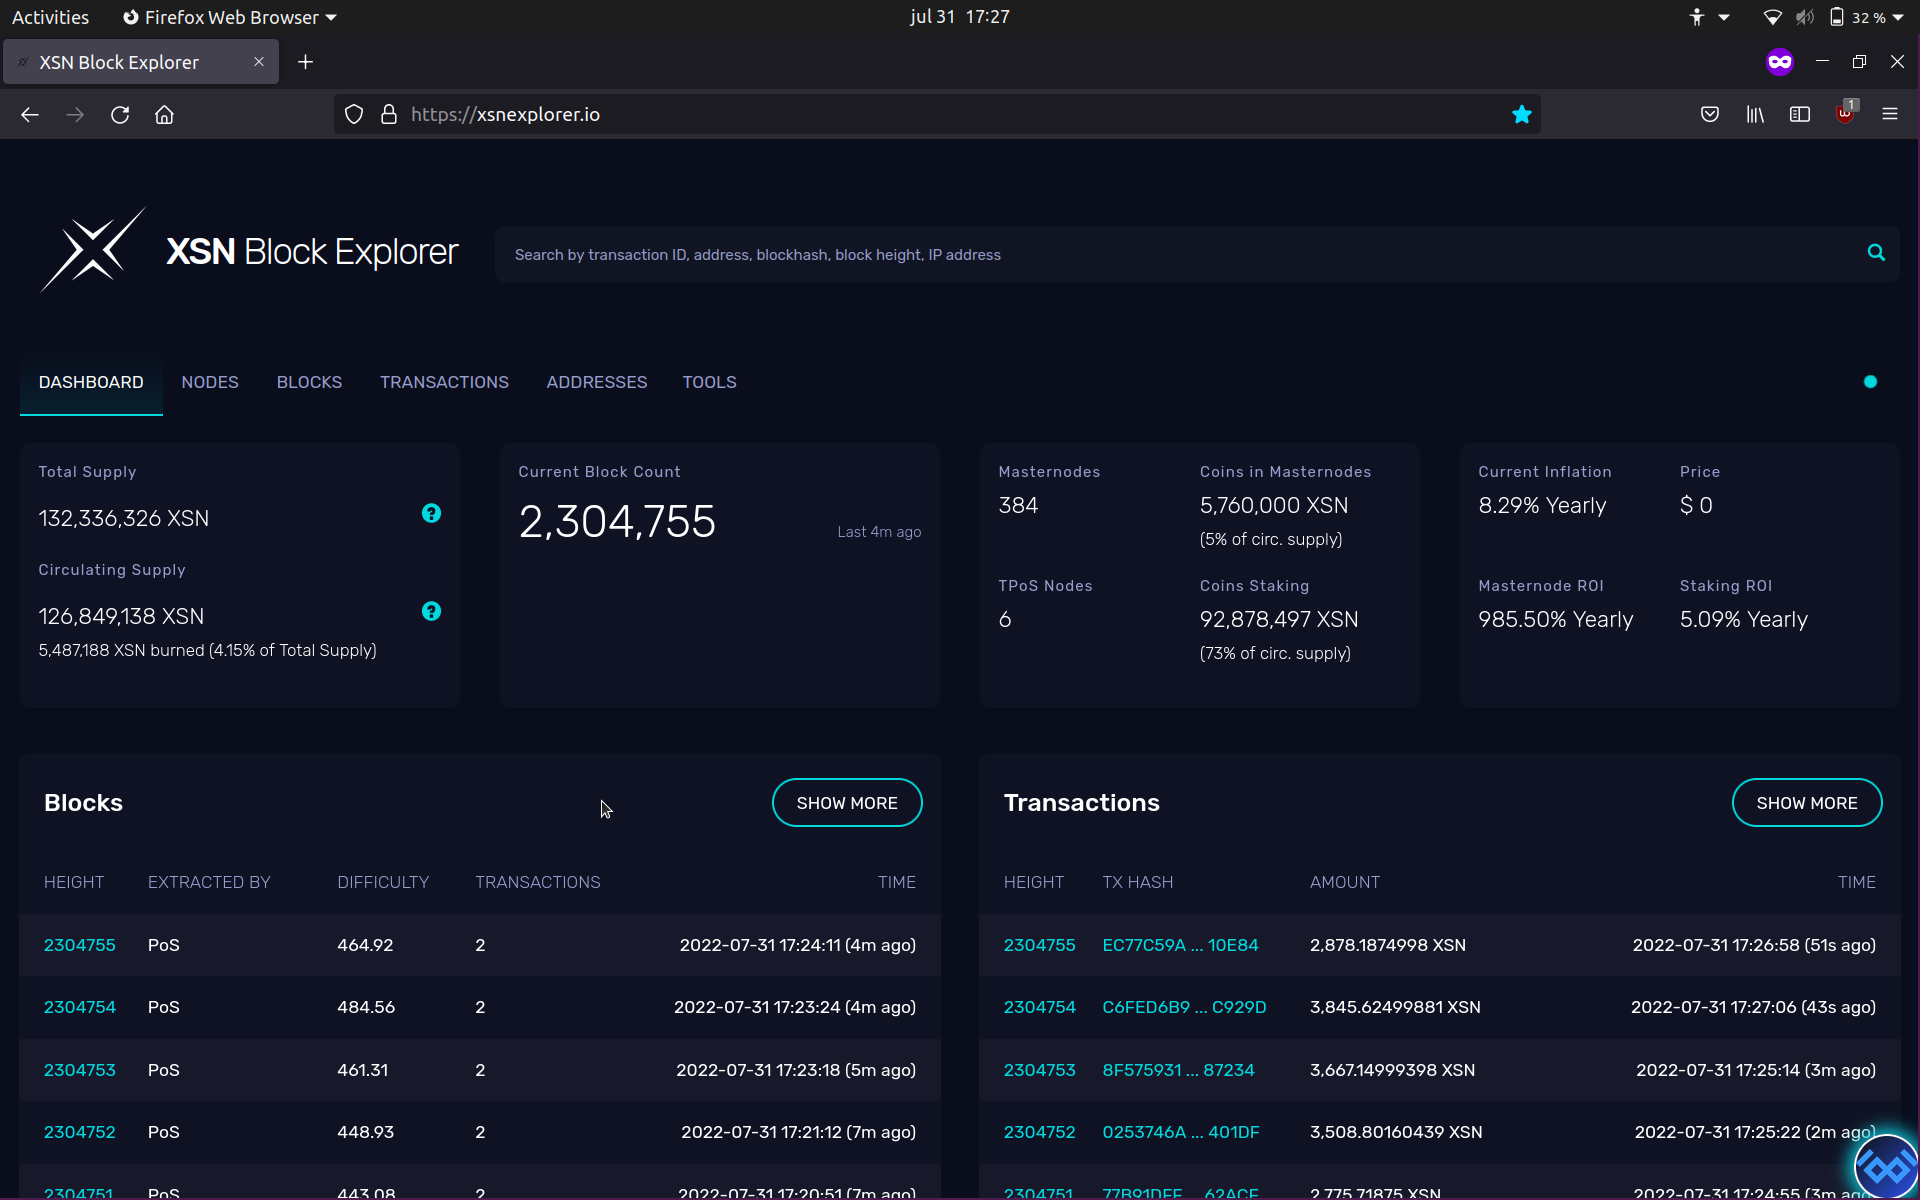 Activities Firefox Web Browser jul 31 17:27 32 %
XSN Block Explorer
https://xsnexplorer.io 1
XSN Block Explorer
Search by transaction ID, address, blockhash, block height, IP address
DASHBOARD NODES BLOCKS TRANSACTIONS ADDRESSES TOOLS
Total Supply
132,336,326 XSN
Circulating Supply
126,849,138 XSN
5,487,188 XSN burned (4.15% of Total Supply)
Current Block Count
2,304,755 Last 4m ago
Masternodes Coins in Masternodes
384 5,760,000 XSN
(5% of circ. supply)
TPoS Nodes Coins Staking
6 92,878,497 XSN
(73% of circ. supply)
Current Inflation Price
8.29% Yearly $ 0
Masternode ROI Staking ROI
985.50% Yearly 5.09% Yearly
Blocks SHOW MORE
HEIGHT EXTRACTED BY DIFFICULTY TRANSACTIONS TIME
2304755 PoS 464.92 2 2022-07-31 17:24:11 (4m ago)
2304754 PoS 484.56 2 2022-07-31 17:23:24 (4m ago)
2304753 PoS 461.31 2 2022-07-31 17:23:18 (5m ago)
2304752 PoS 448.93 2 2022-07-31 17:21:12 (7m ago)
2304751 PoS 443.08 2 2022-07-31 17:20:51 (7m ago)
Transactions SHOW MORE
HEIGHT TX HASH AMOUNT TIME
2304755 EC77C59A ... 10E84 2,878.1874998 XSN 2022-07-31 17:26:58 (51s ago)
2304754 C6FED6B9 ... C929D 3,845.62499881 XSN 2022-07-31 17:27:06 (43s ago)
2304753 8F575931 ... 87234 3,667.14999398 XSN 2022-07-31 17:25:14 (3m ago)
2304752 0253746A ... 401DF 3,508.80160439 XSN 2022-07-31 17:25:22 (2m ago)
2304751 2,775.71875 XSN 2022-07-31 17:24:55 (3m ago)